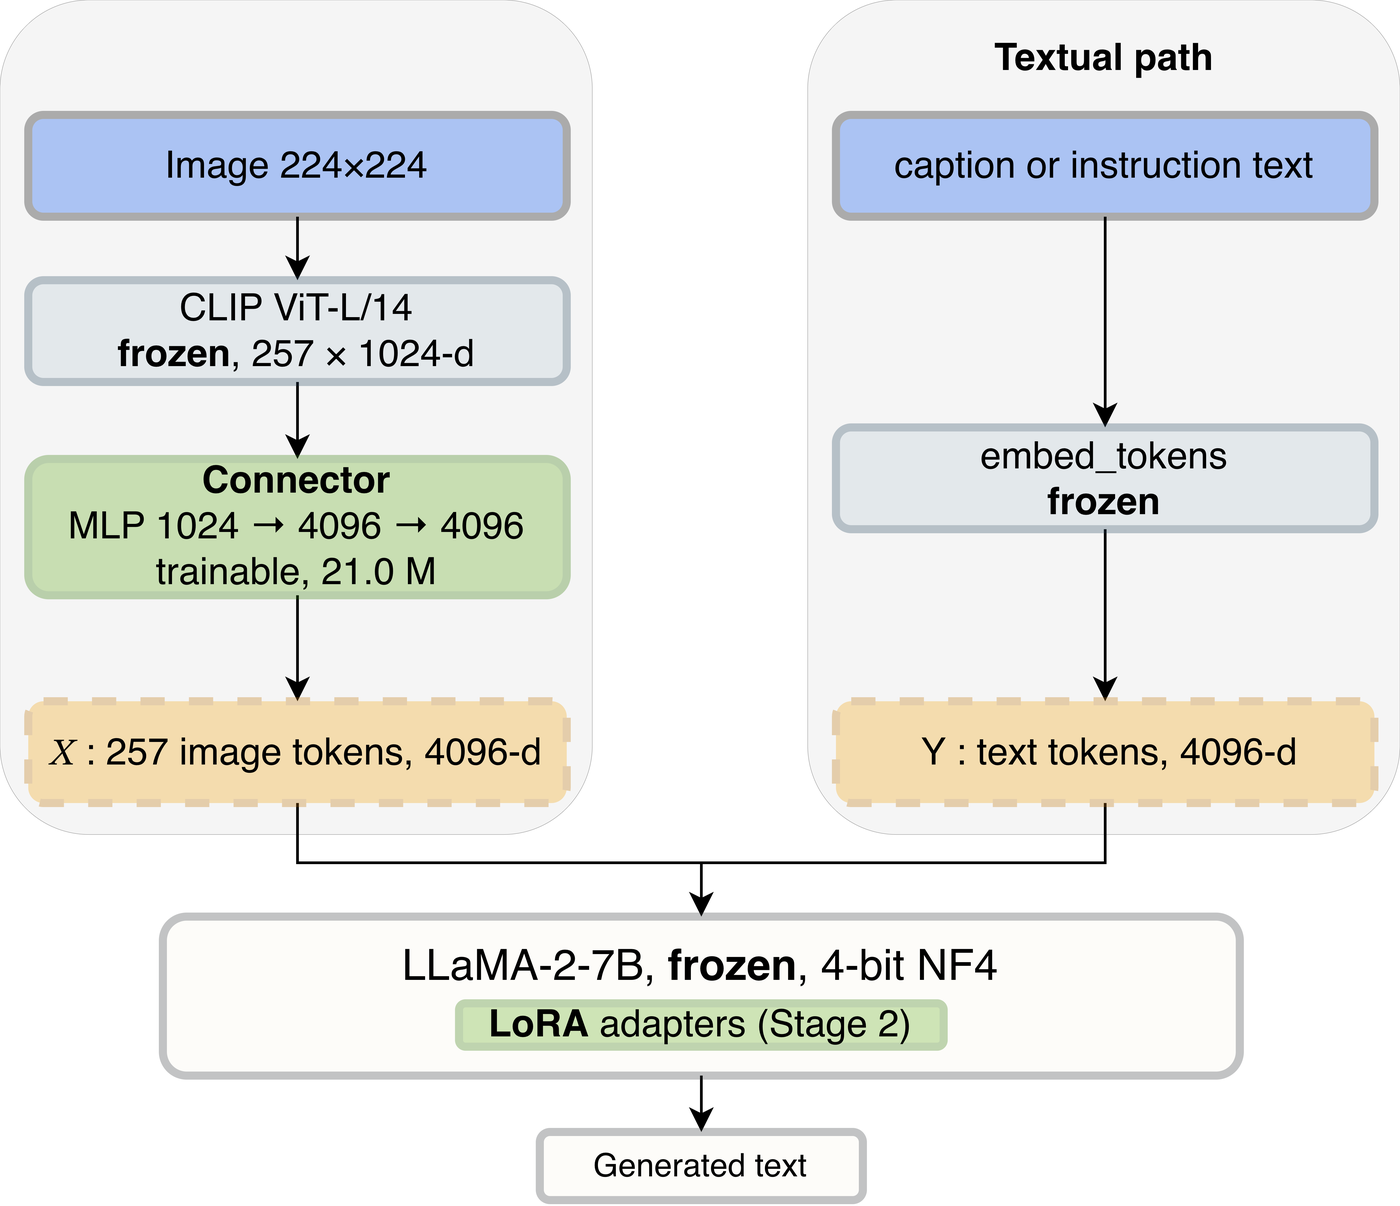 Image 224×224
CLIP ViT-L/14
frozen, 257 × 1024-d
Connector
MLP 1024 → 4096 → 4096
trainable, 21.0 M
X : 257 image tokens, 4096-d
Textual path
caption or instruction text
embed_tokens
frozen
Y : text tokens, 4096-d
LLaMA-2-7B, frozen, 4-bit NF4
LoRA adapters (Stage 2)
Generated text